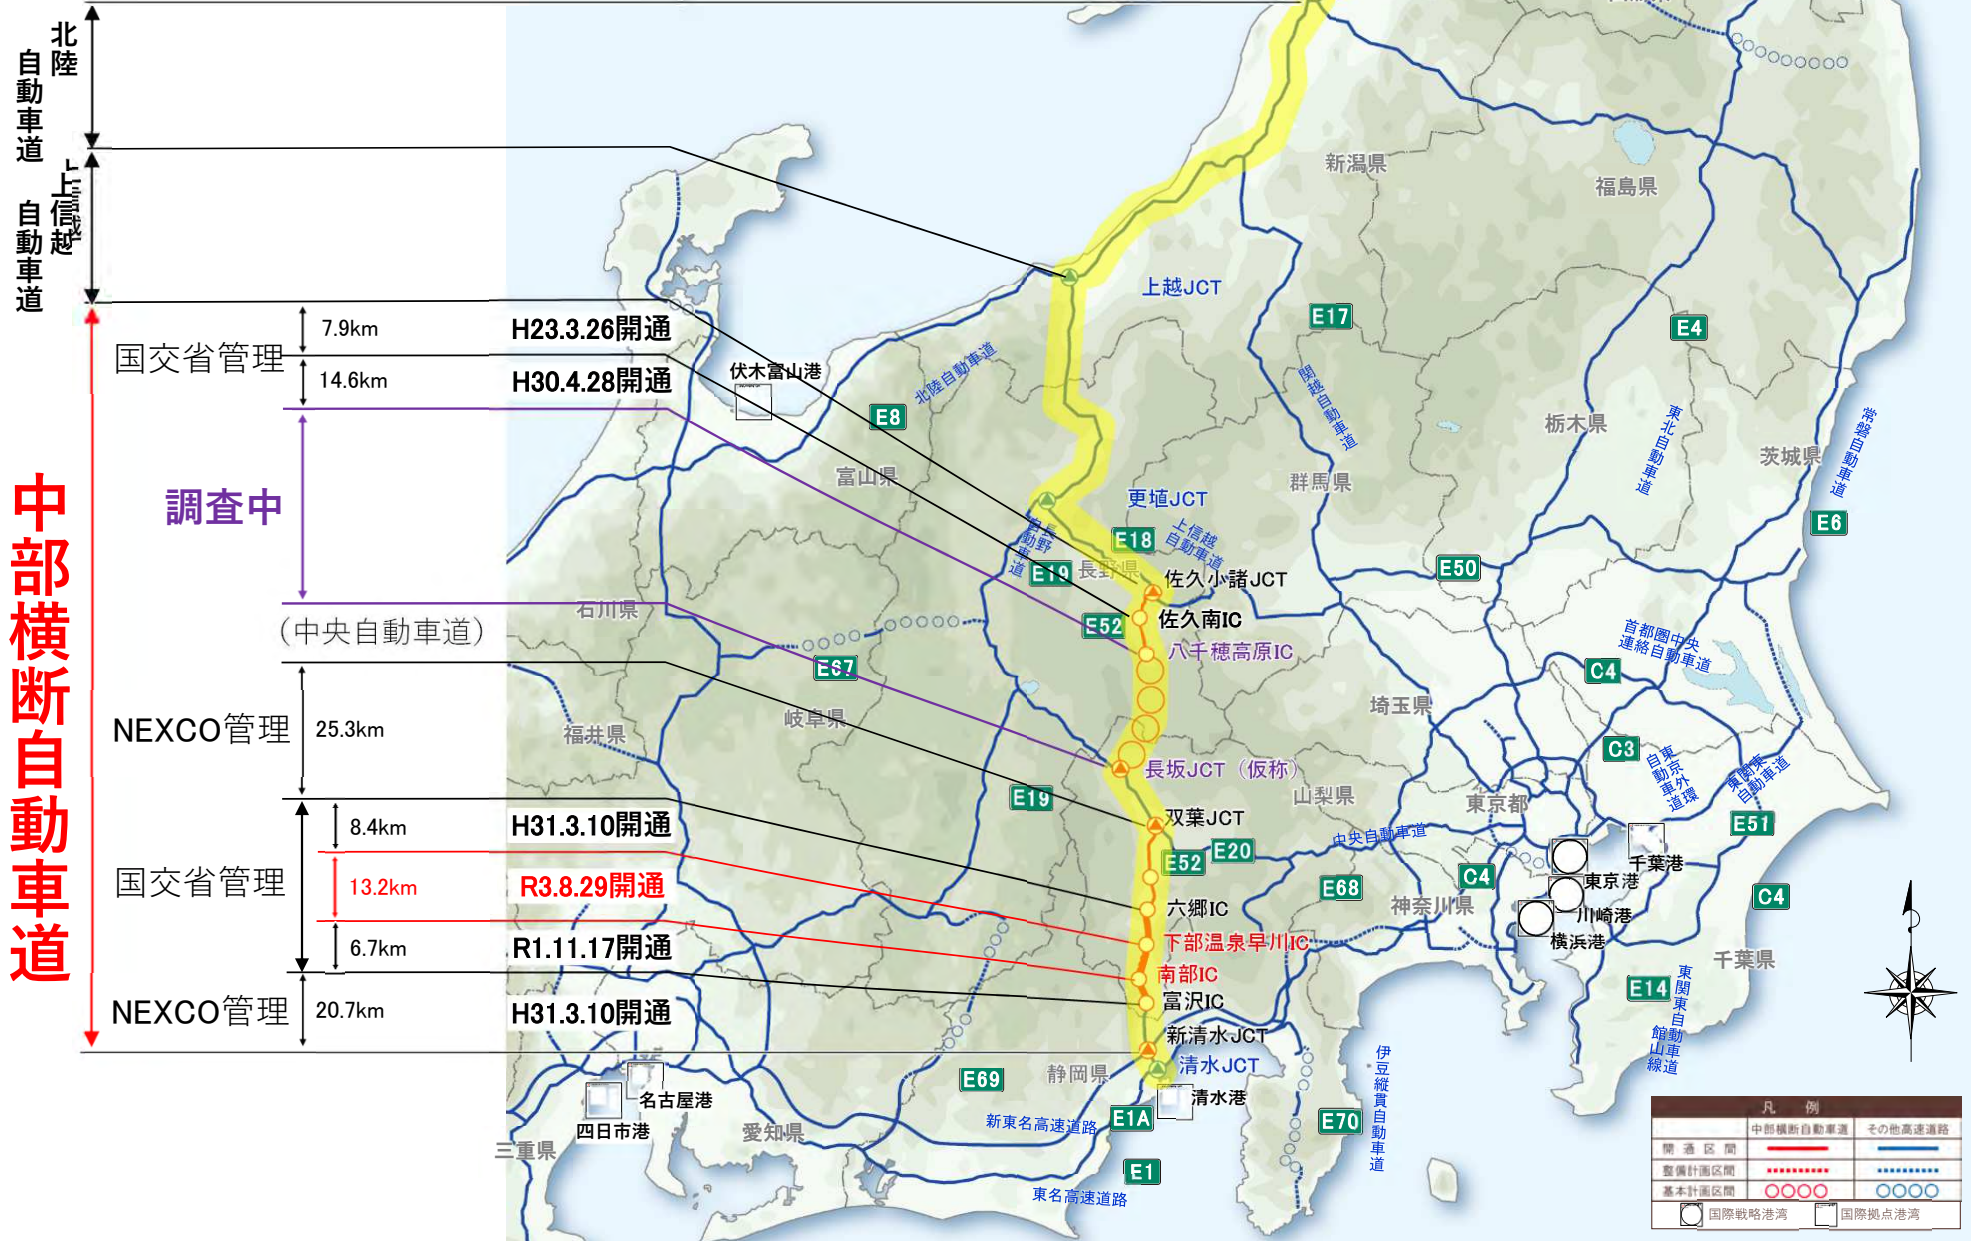 北陸
自動車道
上信越
自動車道
中部横断自動車道
国交省管理
7.9km
H23.3.26開通
14.6km
H30.4.28開通
調査中
(中央自動車道)
NEXCO管理
25.3km
国交省管理
8.4km
H31.3.10開通
13.2km
R3.8.29開通
6.7km
R1.11.17開通
NEXCO管理
20.7km
H31.3.10開通
新潟県
福島県
上越JCT
E17
E4
伏木富山港
北陸自動車道
E8
関越自動車道
栃木県
東北自動車道
常磐自動車道
茨城県
富山県
群馬県
更埴JCT
E6
長野
自動車道
E18
上信越
自動車道
E19
長野県
佐久小諸JCT
E50
石川県
E52
佐久南IC
八千穂高原IC
首都圏中央
連絡自動車道
E67
C4
岐阜県
埼玉県
福井県
C3
長坂JCT(仮称)
東京外環
自動車道
東関東
自動車道
E19
山梨県
東京都
双葉JCT
中央自動車道
E51
E52
E20
千葉港
E68
C4
東京港
C4
六郷IC
神奈川県
川崎港
横浜港
下部温泉早川IC
千葉県
南部IC
E14
東関東自動車道
館山線
富沢IC
新清水JCT
清水JCT
静岡県
E69
清水港
伊豆縦貫自動車道
名古屋港
四日市港
E1A
E70
新東名高速道路
愛知県
三重県
E1
東名高速道路
凡 例
中部横断自動車道 その他高速道路
開通区間
整備計画区間
基本計画区間
国際戦略港湾 国際拠点港湾